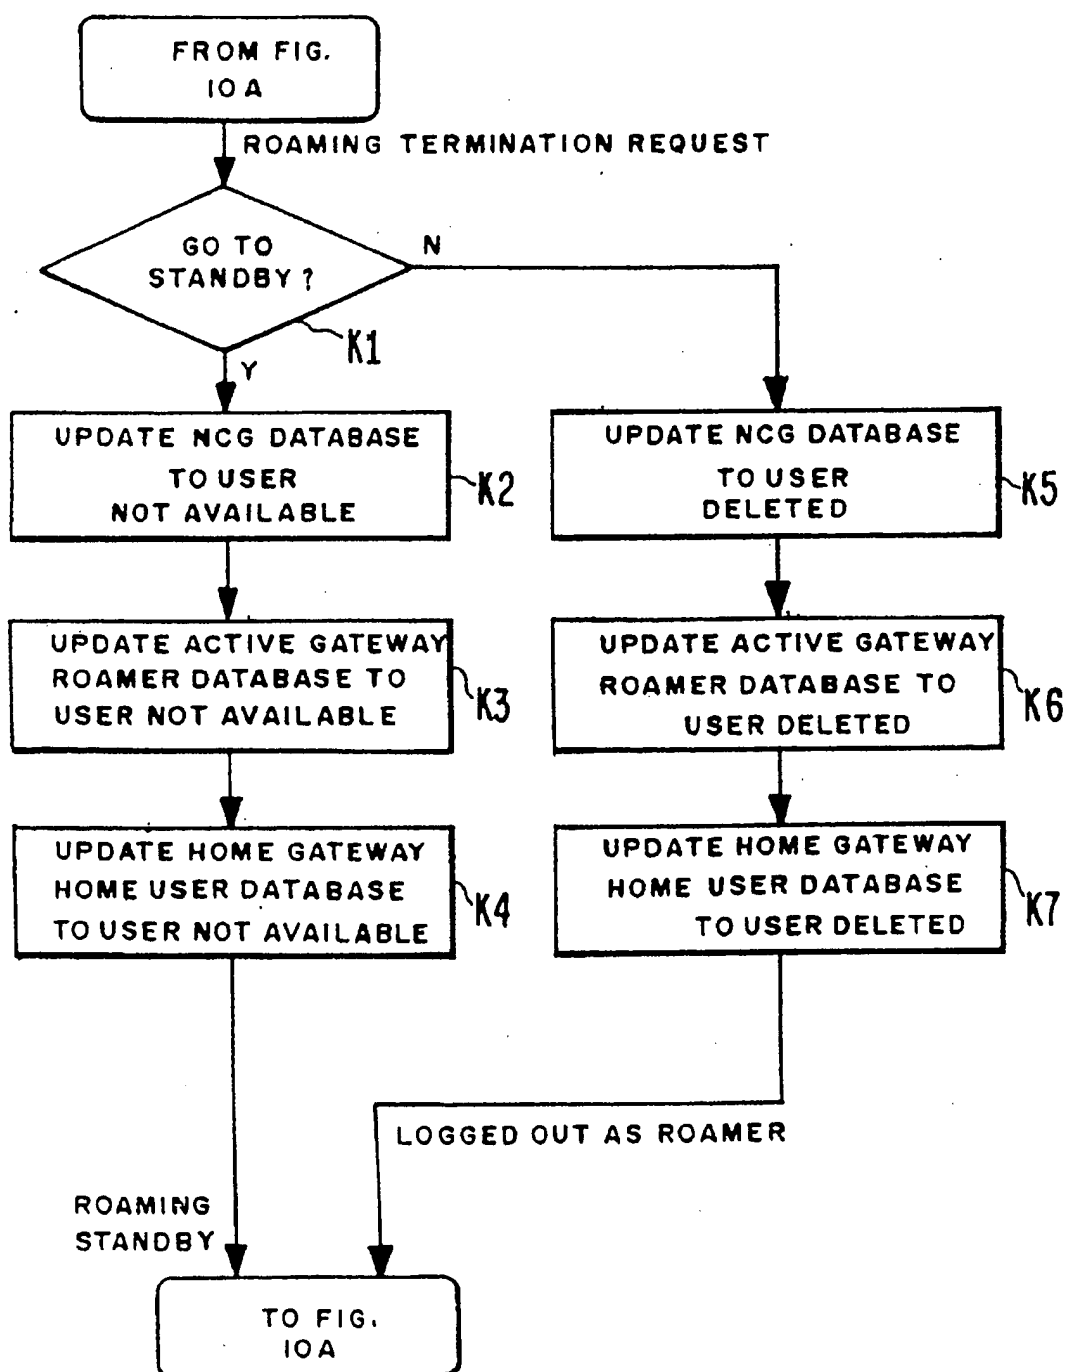 FROM FIG.
10A
ROAMING TERMINATION REQUEST
GO TO
STANDBY?
N
K1
Y
UPDATE NCG DATABASE
TO USER
NOT AVAILABLE
K2
UPDATE ACTIVE GATEWAY
ROAMER DATABASE TO
USER NOT AVAILABLE
K3
UPDATE HOME GATEWAY
HOME USER DATABASE
TO USER NOT AVAILABLE
K4
UPDATE NCG DATABASE
TO USER
DELETED
K5
UPDATE ACTIVE GATEWAY
ROAMER DATABASE TO
USER DELETED
K6
UPDATE HOME GATEWAY
HOME USER DATABASE
TO USER DELETED
K7
LOGGED OUT AS ROAMER
ROAMING
STANDBY
TO FIG.
10A